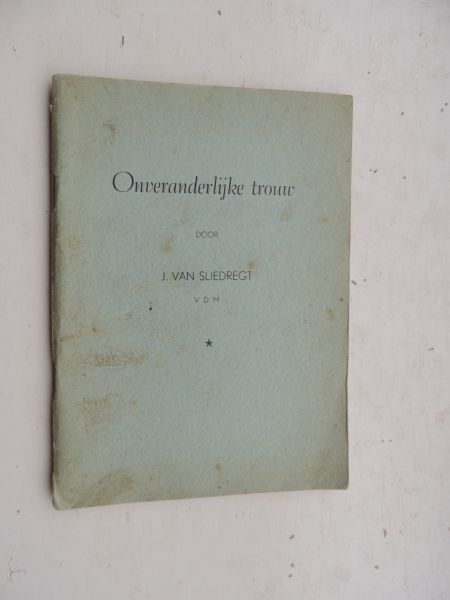 Onveranderlijke trouw
DOOR
J. VAN SLIEDREGT
V. D. M.